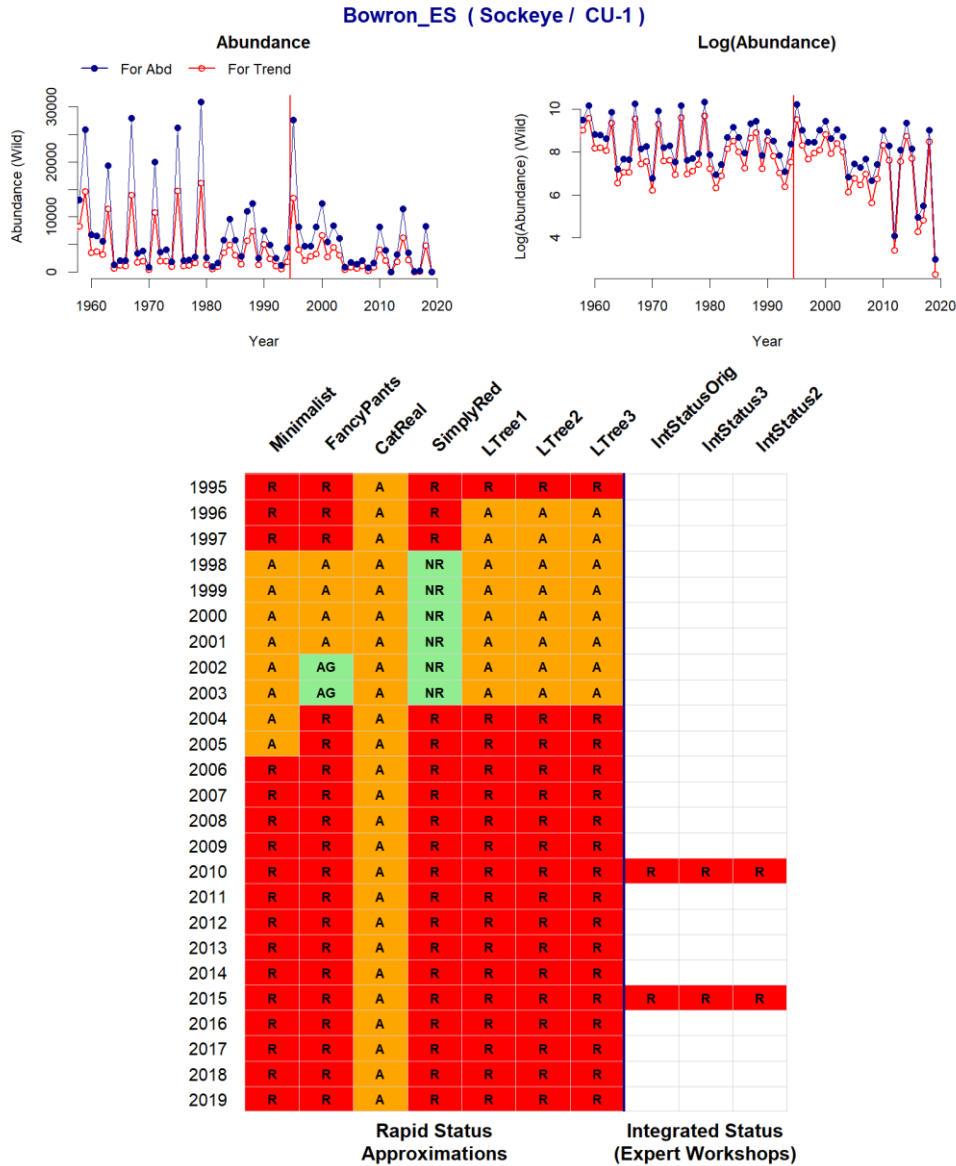 Bowron_ES ( Sockeye / CU-1 )
Abundance
For Abd For Trend
Abundance (Wild)
30000
20000
10000
0
1960 1970 1980 1990 2000 2010 2020
Year
Log(Abundance)
Log(Abundance) (Wild)
10
8
6
4
1960 1970 1980 1990 2000 2010 2020
Year
Minimalist FancyPants CatReal SimplyRed LTree1 LTree2 LTree3 IntStatusOrig IntStatus3 IntStatus2
1995 R R A R R R R
1996 R R A R A A A
1997 R R A R A A A
1998 A A A NR A A A
1999 A A A NR A A A
2000 A A A NR A A A
2001 A A A NR A A A
2002 A AG A NR A A A
2003 A AG A NR A A A
2004 A R A R R R R
2005 A R A R R R R
2006 R R A R R R R
2007 R R A R R R R
2008 R R A R R R R
2009 R R A R R R R
2010 R R A R R R R R R R
2011 R R A R R R R
2012 R R A R R R R
2013 R R A R R R R
2014 R R A R R R R
2015 R R A R R R R R R R
2016 R R A R R R R
2017 R R A R R R R
2018 R R A R R R R
2019 R R A R R R R
Rapid Status
Approximations
Integrated Status
(Expert Workshops)